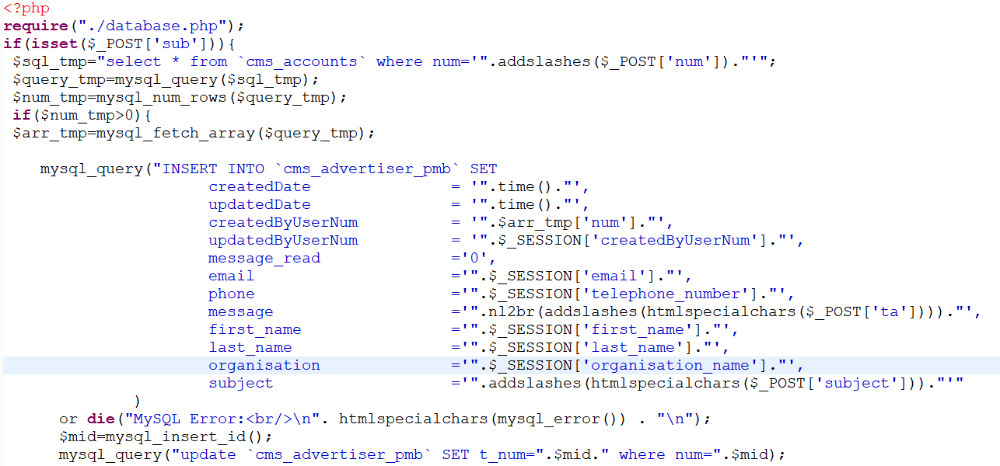 <?php
require("./database.php");
if(isset($_POST['sub'])){
$sql_tmp="select * from `cms_accounts` where num='".addslashes($_POST['num'])."'";
$query_tmp=mysql_query($sql_tmp);
$num_tmp=mysql_num_rows($query_tmp);
if($num_tmp>0){
$arr_tmp=mysql_fetch_array($query_tmp);
mysql_query("INSERT INTO `cms_advertiser_pmb` SET
createdDate = '".time()."',
updatedDate = '".time()."',
createdByUserNum = '".$arr_tmp['num']."',
updatedByUserNum = '".$_SESSION['createdByUserNum']."',
message_read ='0',
email ='".$_SESSION['email']."',
phone ='".$_SESSION['telephone_number']."',
message ='".nl2br(addslashes(htmlspecialchars($_POST['ta'])))."',
first_name ='".$_SESSION['first_name']."',
last_name ='".$_SESSION['last_name']."',
organisation ='".$_SESSION['organisation_name']."',
subject ='".addslashes(htmlspecialchars($_POST['subject']))."'"
)
or die("MySQL Error:<br/>\n". htmlspecialchars(mysql_error()) . "\n");
$mid=mysql_insert_id();
mysql_query("update `cms_advertiser_pmb` SET t_num=".$mid." where num=".$mid);